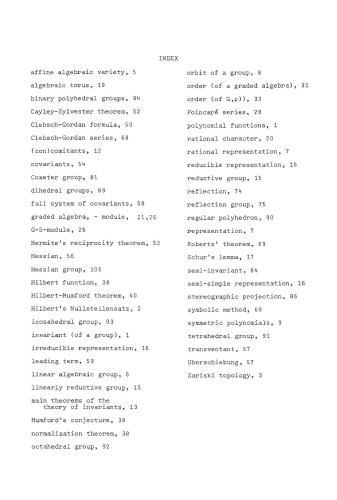 INDEX
affine algebraic variety, 5
algebraic torus, 19
binary polyhedral groups, 84
Cayley-Sylvester theorem, 52
Clebsch-Gordan formula, 50
Clebsch-Gordan series, 68
(con)comitants, 12
covariants, 54
Coxeter group, 81
dihedral groups, 89
full system of covariants, 58
graded algebra, - module, 21,26
G-S-module, 26
Hermite's reciprocity theorem, 52
Hessian, 56
Hessian group, 105
Hilbert function, 38
Hilbert-Mumford theorem, 40
Hilbert's Nullstellensatz, 2
icosahedral group, 93
invariant (of a group), 1
irreducible representation, 16
leading term, 59
linear algebraic group, 6
linearly reductive group, 15
main theorems of the
theory of invariants, 13
Mumford's conjecture, 38
normalization theorem, 38
octahedral group, 92
orbit of a group, 8
order (of a graded algebra), 31
order (of G,ρ)), 33
Poincaré series, 28
polynomial functions, 1
rational character, 20
rational representation, 7
reducible representation, 16
reductive group, 15
reflection, 74
reflection group, 75
regular polyhedron, 90
representation, 7
Roberts' theorem, 69
Schur's lemma, 17
semi-invariant, 84
semi-simple representation, 16
stereographic projection, 86
symbolic method, 68
symmetric polynomials, 9
tetrahedral group, 91
transvectant, 57
Uberschiebung, 57
Zariski topology, 3